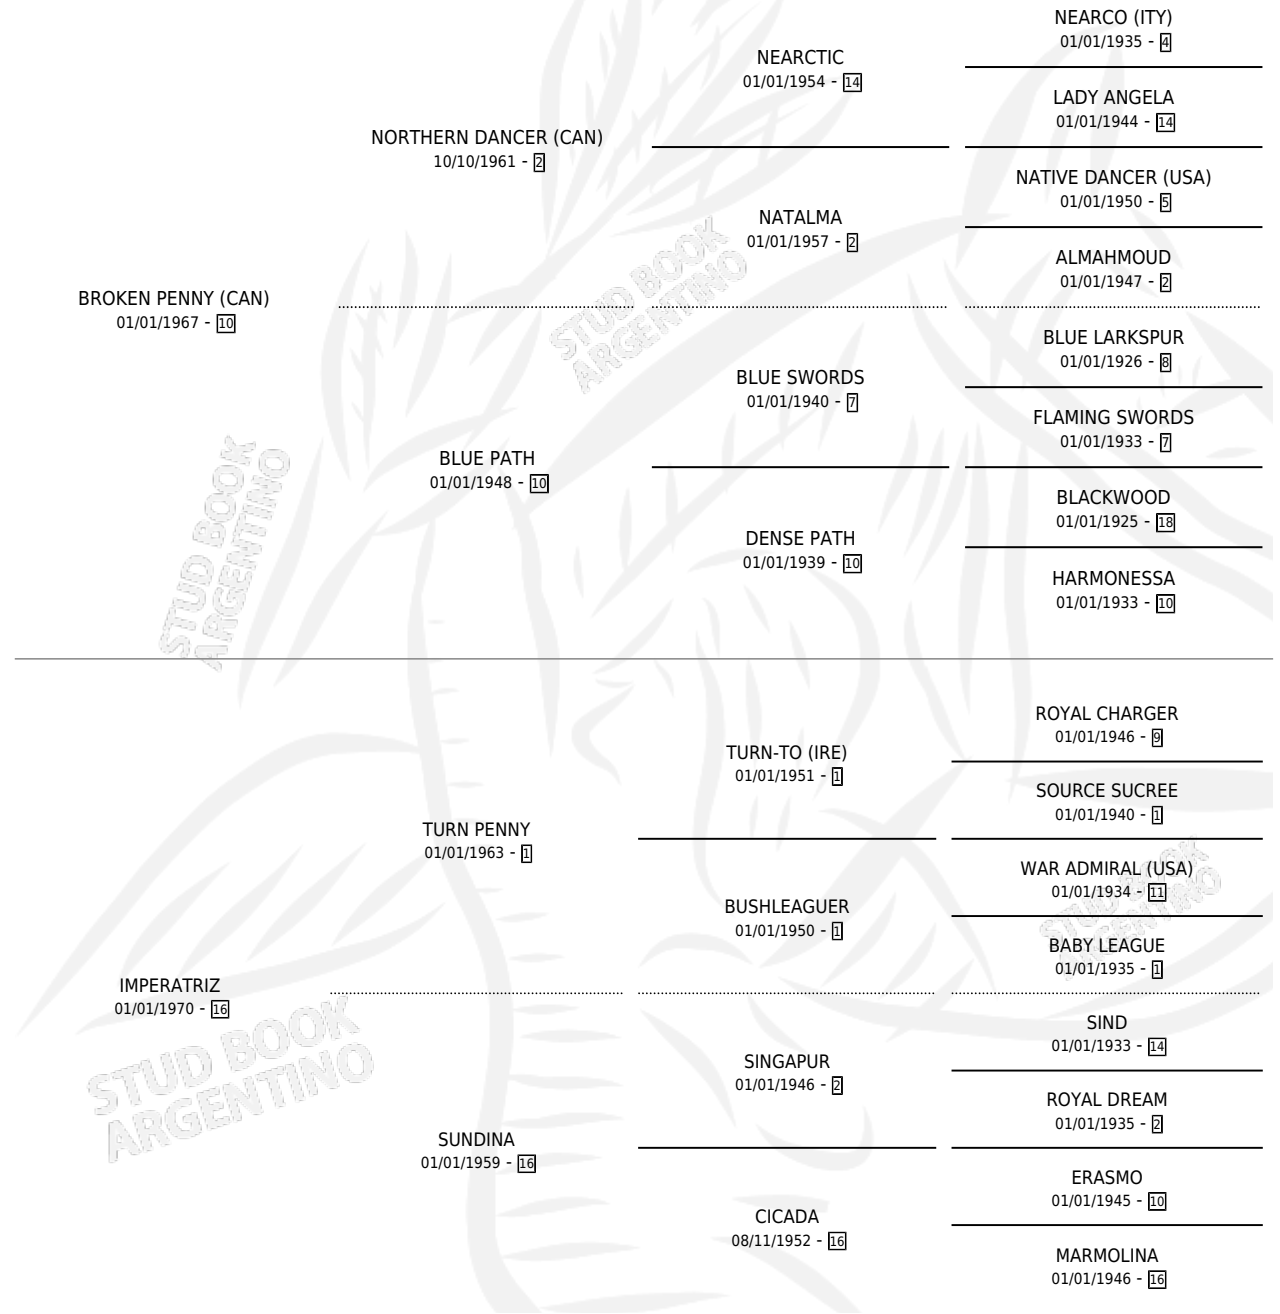 NEARCO (ITY)
01/01/1935 - 4
NEARCTIC
01/01/1954 - 14
LADY ANGELA
01/01/1944 - 14
NORTHERN DANCER (CAN)
10/10/1961 - 2
NATIVE DANCER (USA)
01/01/1950 - 5
NATALMA
01/01/1957 - 2
ALMAHMOUD
01/01/1947 - 2
BROKEN PENNY (CAN)
01/01/1967 - 10
BLUE LARKSPUR
01/01/1926 - 8
BLUE SWORDS
01/01/1940 - 7
FLAMING SWORDS
01/01/1933 - 7
BLUE PATH
01/01/1948 - 10
BLACKWOOD
01/01/1925 - 18
DENSE PATH
01/01/1939 - 10
HARMONESSA
01/01/1933 - 10
ROYAL CHARGER
01/01/1946 - 9
TURN-TO (IRE)
01/01/1951 - 1
SOURCE SUCREE
01/01/1940 - 1
TURN PENNY
01/01/1963 - 1
WAR ADMIRAL (USA)
01/01/1934 - 11
BUSHLEAGUER
01/01/1950 - 1
BABY LEAGUE
01/01/1935 - 1
IMPERATRIZ
01/01/1970 - 16
SIND
01/01/1933 - 14
SINGAPUR
01/01/1946 - 2
ROYAL DREAM
01/01/1935 - 2
SUNDINA
01/01/1959 - 16
ERASMO
01/01/1945 - 10
CICADA
08/11/1952 - 16
MARMOLINA
01/01/1946 - 16
STUD BOOK
ARGENTINO
STUD BOOK
ARGENTINO
STUD BOOK
ARGENTINO
STUD BOOK
ARGENTINO